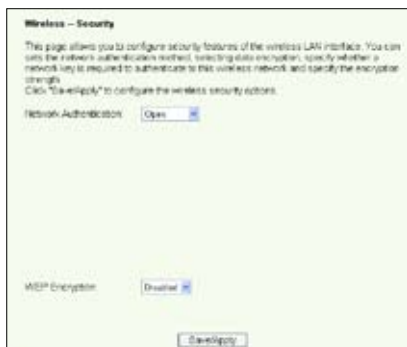 Wireless -- Security
This page allows you to configure security features of the wireless LAN interface. You can
sets the network authentication method, selecting data encryption, specify whether a
network key is required to authenticate to this wireless network and specify the encryption
strength.
Click "Save/Apply" to configure the wireless security options.
Network Authentication: Open
WEP Encryption: Disabled
Save/Apply